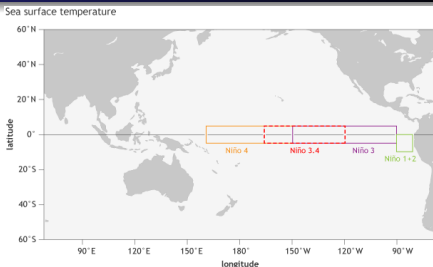 Sea surface temperature
60°N
40°N
20°N
0°
20°S
40°S
60°S
latitude
Niño 4
Niño 3.4
Niño 3
Niño 1+2
90°E
120°E
150°E
180°
150°W
120°W
90°W
longitude